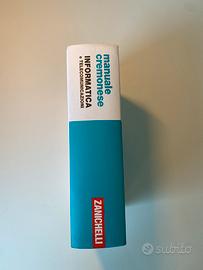 manuale
cremonese
INFORMATICA
+ TELECOMUNICAZIONI
ZANICHELLI
subito